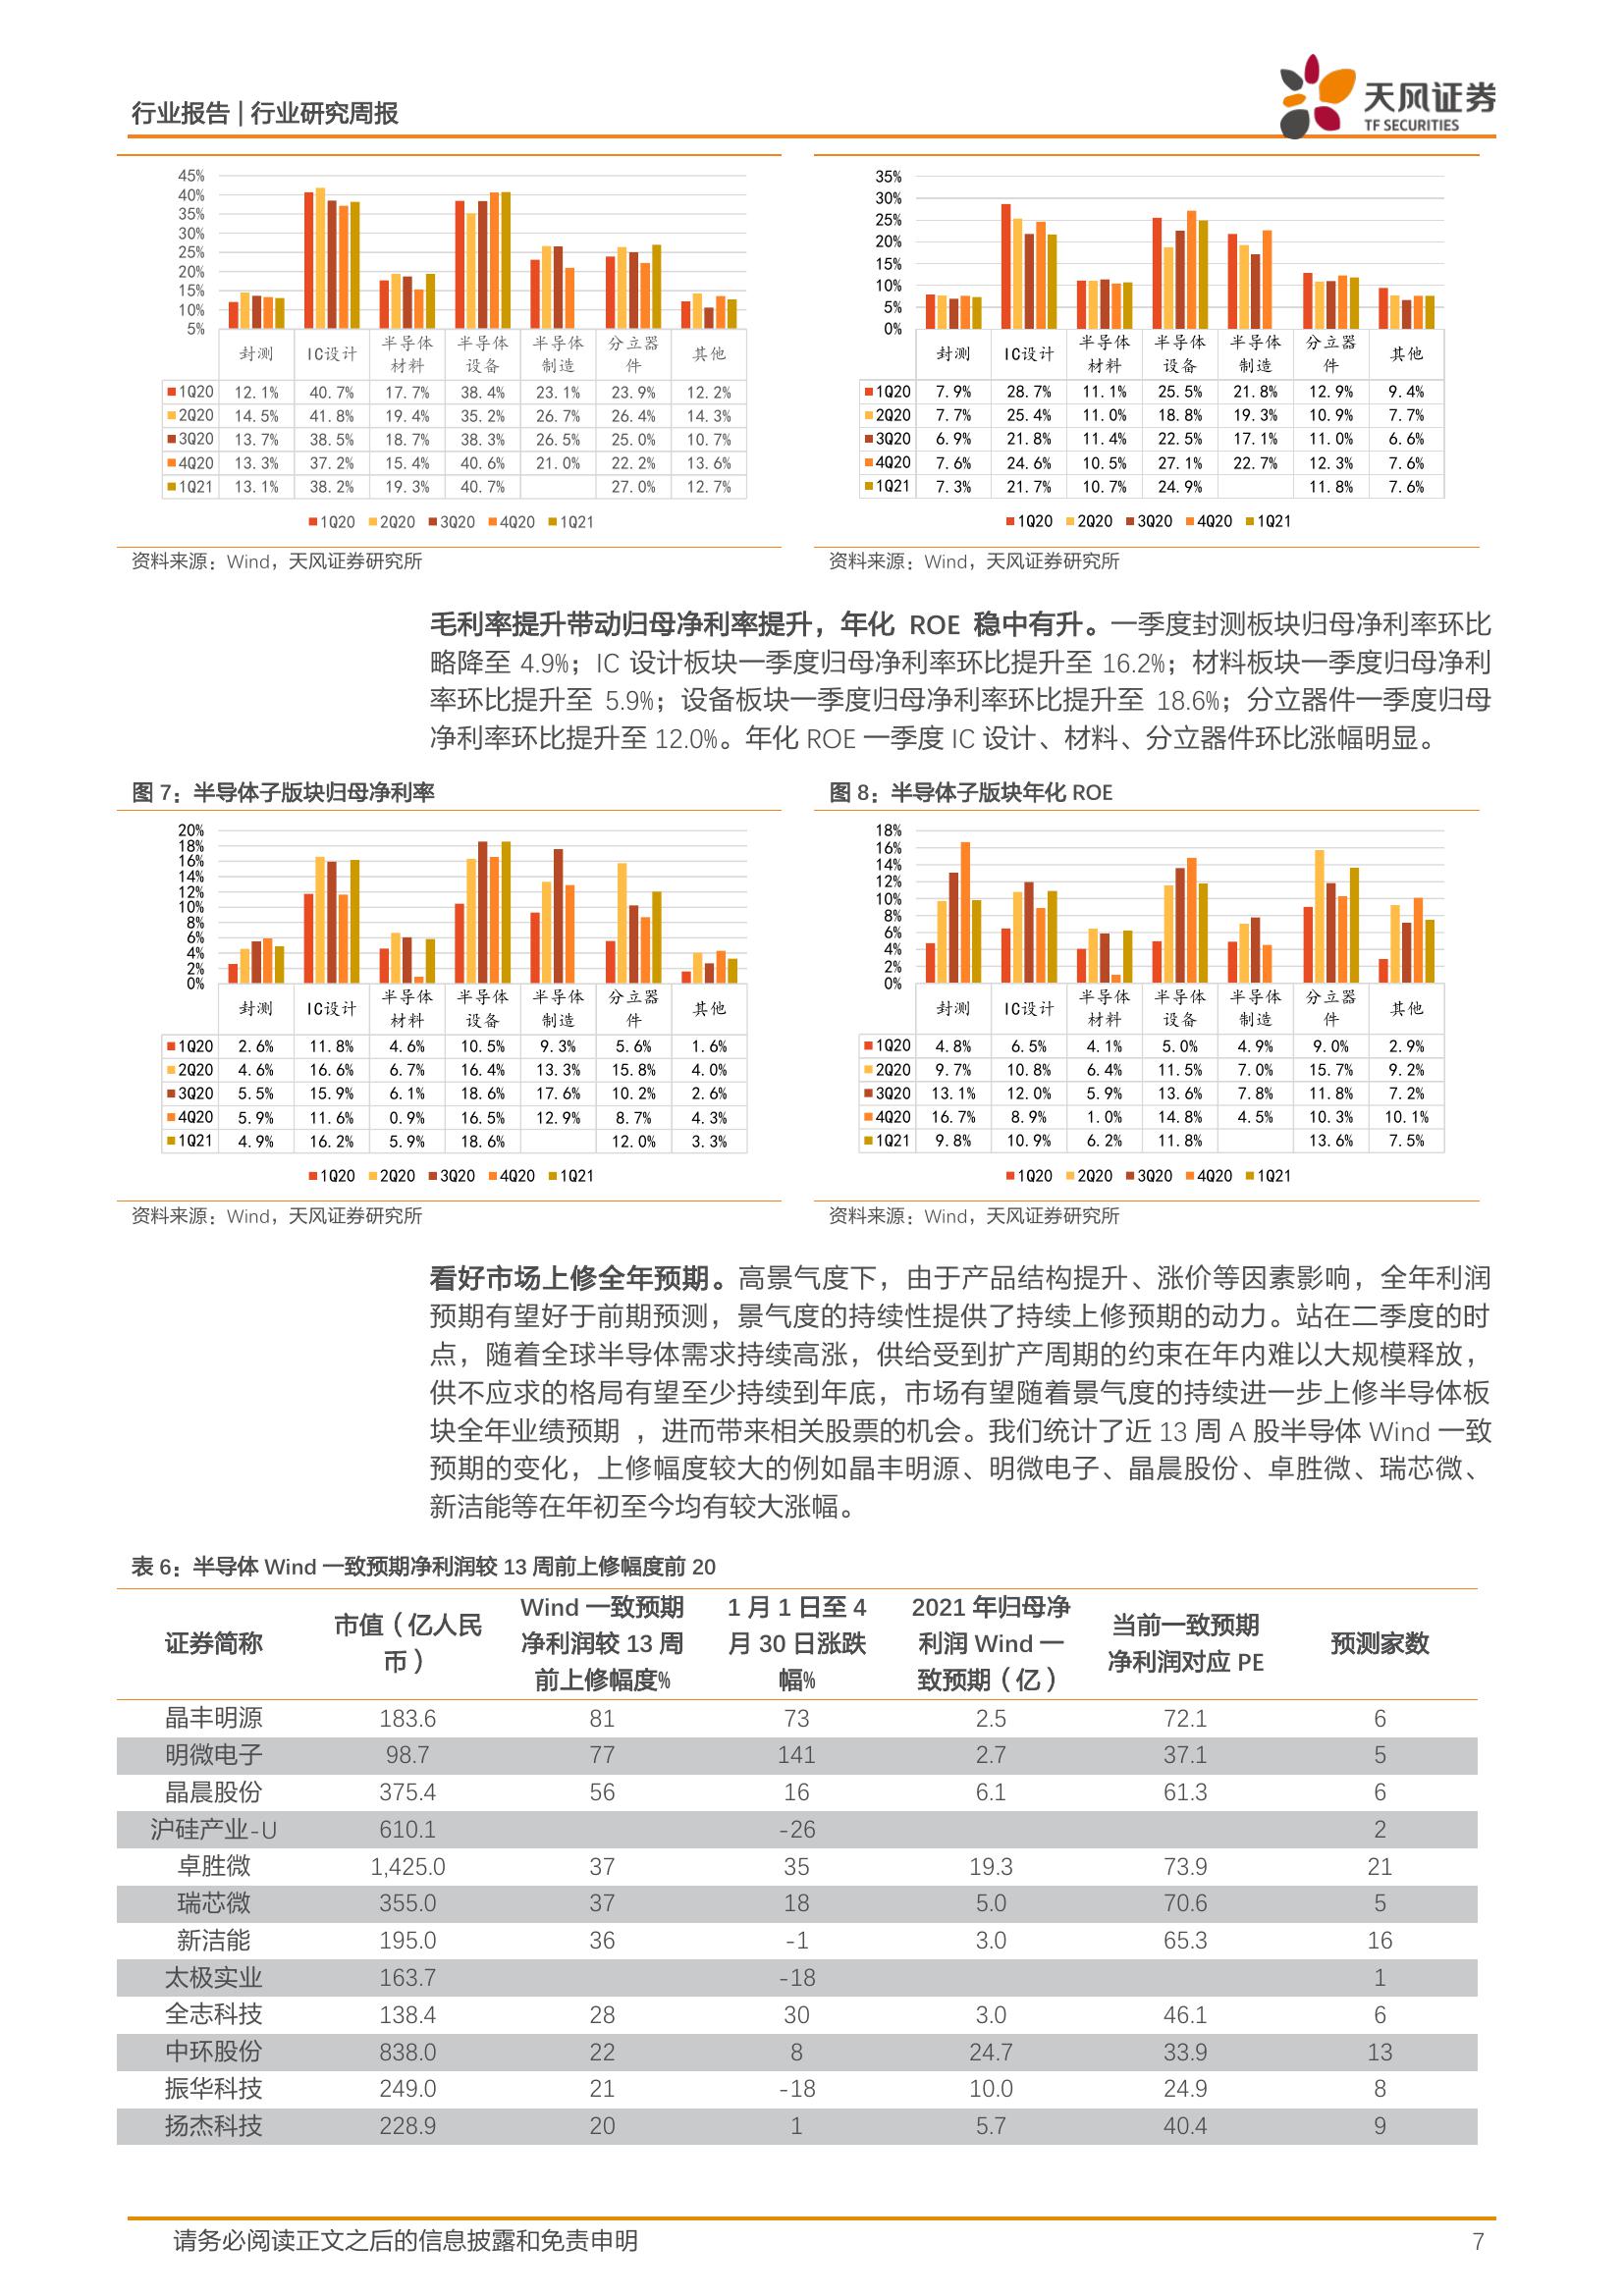 行业报告 | 行业研究周报
天风证券
TF SECURITIES
45%
40%
35%
30%
25%
20%
15%
10%
5%
封测 IC设计 半导体材料 半导体设备 半导体制造 分立器件 其他
1Q20 12.1% 40.7% 17.7% 38.4% 23.1% 23.9% 12.2%
2Q20 14.5% 41.8% 19.4% 35.2% 26.7% 26.4% 14.3%
3Q20 13.7% 38.5% 18.7% 38.3% 26.5% 25.0% 10.7%
4Q20 13.3% 37.2% 15.4% 40.6% 21.0% 22.2% 13.6%
1Q21 13.1% 38.2% 19.3% 40.7% 27.0% 12.7%
1Q20 2Q20 3Q20 4Q20 1Q21
资料来源：Wind，天风证券研究所
35%
30%
25%
20%
15%
10%
5%
0%
封测 IC设计 半导体材料 半导体设备 半导体制造 分立器件 其他
1Q20 7.9% 28.7% 11.1% 25.5% 21.8% 12.9% 9.4%
2Q20 7.7% 25.4% 11.0% 18.8% 19.3% 10.9% 7.7%
3Q20 6.9% 21.8% 11.4% 22.5% 17.1% 11.0% 6.6%
4Q20 7.6% 24.6% 10.5% 27.1% 22.7% 12.3% 7.6%
1Q21 7.3% 21.7% 10.7% 24.9% 11.8% 7.6%
1Q20 2Q20 3Q20 4Q20 1Q21
资料来源：Wind，天风证券研究所
毛利率提升带动归母净利率提升，年化 ROE 稳中有升。一季度封测板块归母净利率环比
略降至 4.9%；IC 设计板块一季度归母净利率环比提升至 16.2%；材料板块一季度归母净利
率环比提升至 5.9%；设备板块一季度归母净利率环比提升至 18.6%；分立器件一季度归母
净利率环比提升至 12.0%。年化 ROE 一季度 IC 设计、材料、分立器件环比涨幅明显。
图 7：半导体子版块归母净利率
20%
18%
16%
14%
12%
10%
8%
6%
4%
2%
0%
封测 IC设计 半导体材料 半导体设备 半导体制造 分立器件 其他
1Q20 2.6% 11.8% 4.6% 10.5% 9.3% 5.6% 1.6%
2Q20 4.6% 16.6% 6.7% 16.4% 13.3% 15.8% 4.0%
3Q20 5.5% 15.9% 6.1% 18.6% 17.6% 10.2% 2.6%
4Q20 5.9% 11.6% 0.9% 16.5% 12.9% 8.7% 4.3%
1Q21 4.9% 16.2% 5.9% 18.6% 12.0% 3.3%
1Q20 2Q20 3Q20 4Q20 1Q21
资料来源：Wind，天风证券研究所
图 8：半导体子版块年化 ROE
18%
16%
14%
12%
10%
8%
6%
4%
2%
0%
封测 IC设计 半导体材料 半导体设备 半导体制造 分立器件 其他
1Q20 4.8% 6.5% 4.1% 5.0% 4.9% 9.0% 2.9%
2Q20 9.7% 10.8% 6.4% 11.5% 7.0% 15.7% 9.2%
3Q20 13.1% 12.0% 5.9% 13.6% 7.8% 11.8% 7.2%
4Q20 16.7% 8.9% 1.0% 14.8% 4.5% 10.3% 10.1%
1Q21 9.8% 10.9% 6.2% 11.8% 13.6% 7.5%
1Q20 2Q20 3Q20 4Q20 1Q21
资料来源：Wind，天风证券研究所
看好市场上修全年预期。高景气度下，由于产品结构提升、涨价等因素影响，全年利润
预期有望好于前期预测，景气度的持续性提供了持续上修预期的动力。站在二季度的时
点，随着全球半导体需求持续高涨，供给受到扩产周期的约束在年内难以大规模释放，
供不应求的格局有望至少持续到年底，市场有望随着景气度的持续进一步上修半导体板
块全年业绩预期 ，进而带来相关股票的机会。我们统计了近 13 周 A 股半导体 Wind 一致
预期的变化，上修幅度较大的例如晶丰明源、明微电子、晶晨股份、卓胜微、瑞芯微、
新洁能等在年初至今均有较大涨幅。
表 6：半导体 Wind 一致预期净利润较 13 周前上修幅度前 20
证券简称 市值（亿人民币） Wind 一致预期净利润较 13 周前上修幅度% 1 月 1 日至 4 月 30 日涨跌幅% 2021 年归母净利润 Wind 一致预期（亿） 当前一致预期净利润对应 PE 预测家数
晶丰明源 183.6 81 73 2.5 72.1 6
明微电子 98.7 77 141 2.7 37.1 5
晶晨股份 375.4 56 16 6.1 61.3 6
沪硅产业-U 610.1 -26 2
卓胜微 1,425.0 37 35 19.3 73.9 21
瑞芯微 355.0 37 18 5.0 70.6 5
新洁能 195.0 36 -1 3.0 65.3 16
太极实业 163.7 -18 1
全志科技 138.4 28 30 3.0 46.1 6
中环股份 838.0 22 8 24.7 33.9 13
振华科技 249.0 21 -18 10.0 24.9 8
扬杰科技 228.9 20 1 5.7 40.4 9
请务必阅读正文之后的信息披露和免责申明 7